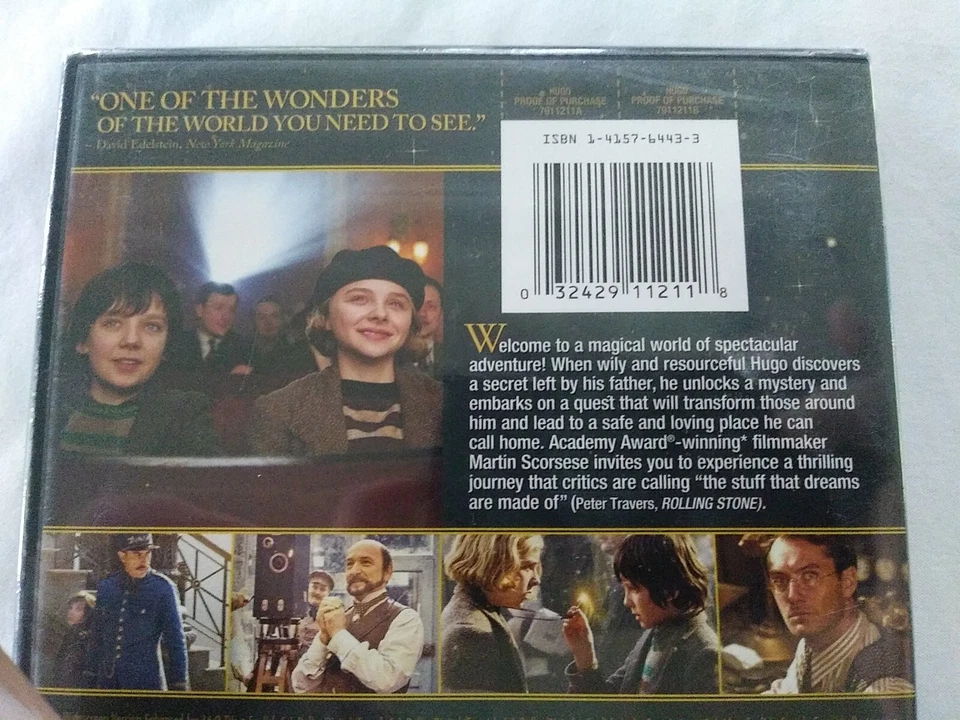 “ONE OF THE WONDERS
OF THE WORLD YOU NEED TO SEE.”
– David Edelstein, New York Magazine
HUGO
PROOF OF PURCHASE
7911211A
HUGO
PROOF OF PURCHASE
7911211B
ISBN 1-4157-6443-3
0 32429 11211 8
Welcome to a magical world of spectacular
adventure! When wily and resourceful Hugo discovers
a secret left by his father, he unlocks a mystery and
embarks on a quest that will transform those around
him and lead to a safe and loving place he can
call home. Academy Award®-winning* filmmaker
Martin Scorsese invites you to experience a thrilling
journey that critics are calling “the stuff that dreams
are made of” (Peter Travers, ROLLING STONE).